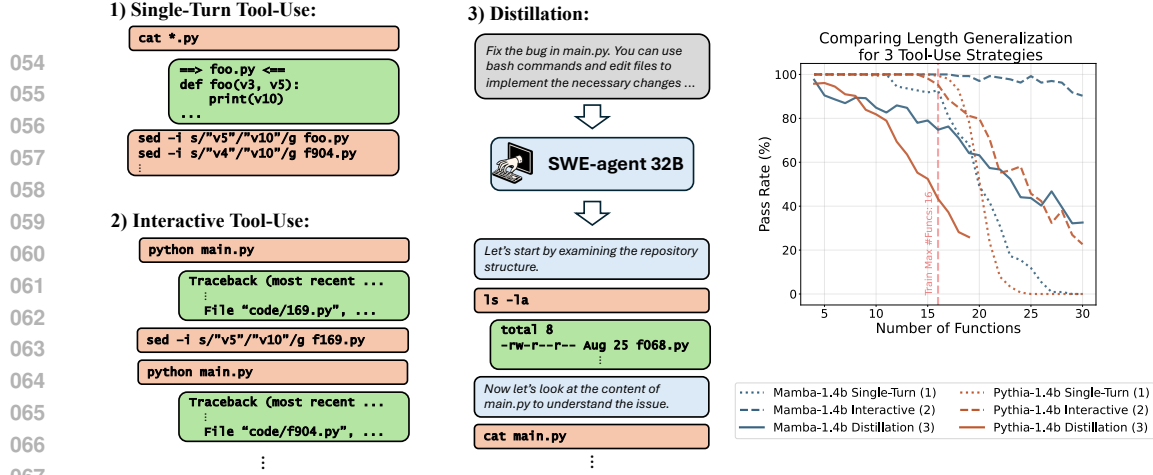 054
055
056
057
058
059
060
061
062
063
064
065
066
067
1) Single-Turn Tool-Use:
cat *.py
==> foo.py <==
def foo(v3, v5):
print(v10)
...
sed -i s/"v5"/"v10"/g foo.py
sed -i s/"v4"/"v10"/g f904.py
⋮
2) Interactive Tool-Use:
python main.py
Traceback (most recent ...
⋮
File "code/169.py", ...
sed -i s/"v5"/"v10"/g f169.py
python main.py
Traceback (most recent ...
⋮
File "code/f904.py", ...
⋮
3) Distillation:
Fix the bug in main.py. You can use
bash commands and edit files to
implement the necessary changes ...
SWE-agent 32B
Let's start by examining the repository
structure.
ls -la
total 8
-rw-r--r-- Aug 25 f068.py
⋮
Now let's look at the content of
main.py to understand the issue.
cat main.py
⋮
Comparing Length Generalization
for 3 Tool-Use Strategies
Pass Rate (%)
100
80
60
40
20
0
Train Max #Funcs: 16
5 10 15 20 25 30
Number of Functions
Mamba-1.4b Single-Turn (1)
Mamba-1.4b Interactive (2)
Mamba-1.4b Distillation (3)
Pythia-1.4b Single-Turn (1)
Pythia-1.4b Interactive (2)
Pythia-1.4b Distillation (3)